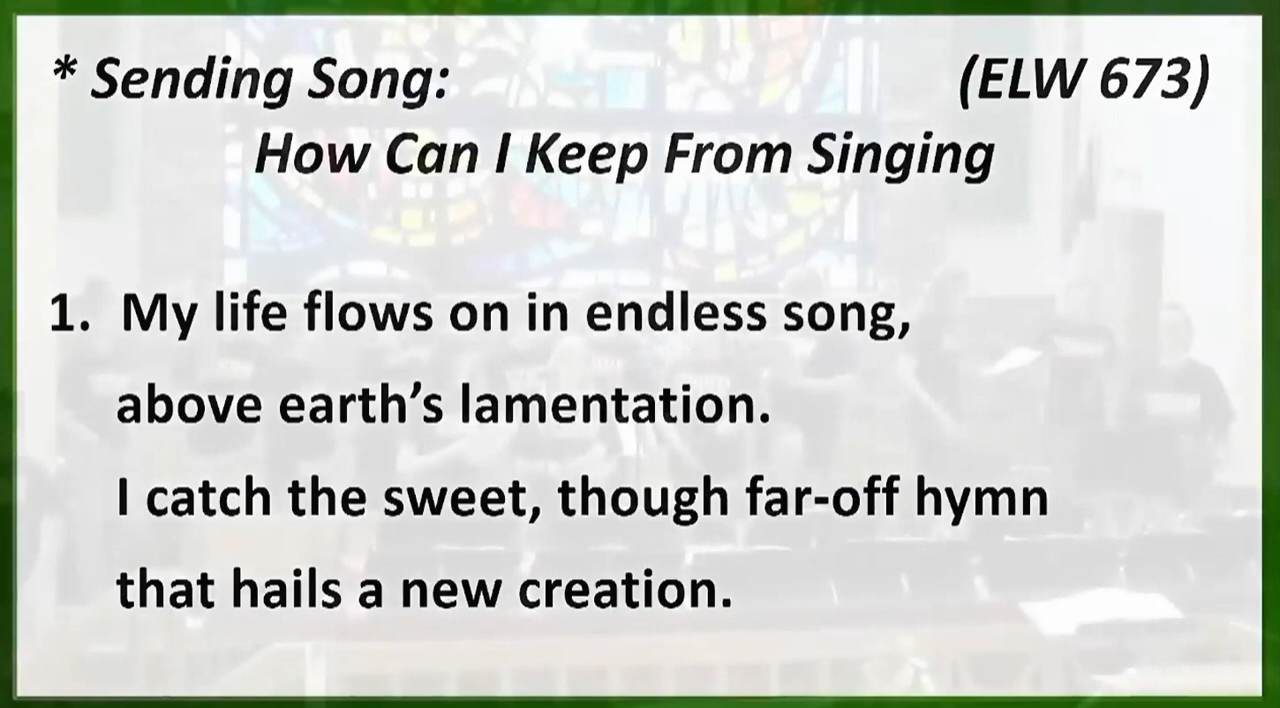 * Sending Song: (ELW 673)
How Can I Keep From Singing
1. My life flows on in endless song,
above earth’s lamentation.
I catch the sweet, though far-off hymn
that hails a new creation.